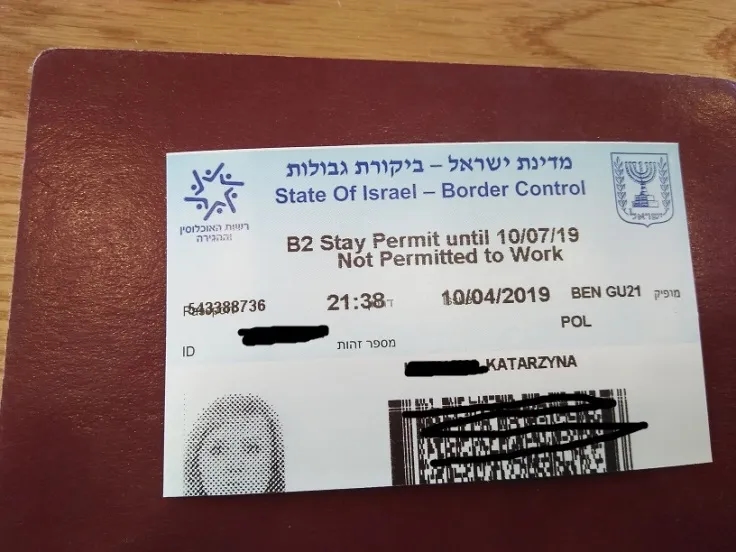 מדינת ישראל – ביקורת גבולות
State Of Israel – Border Control
רשות האוכלוסין
וההגירה
ישראל
B2 Stay Permit until 10/07/19
Not Permitted to Work
543388736 21:38 10/04/2019 BEN GU21 מופיק
POL
ID מספר זהות
KATARZYNA